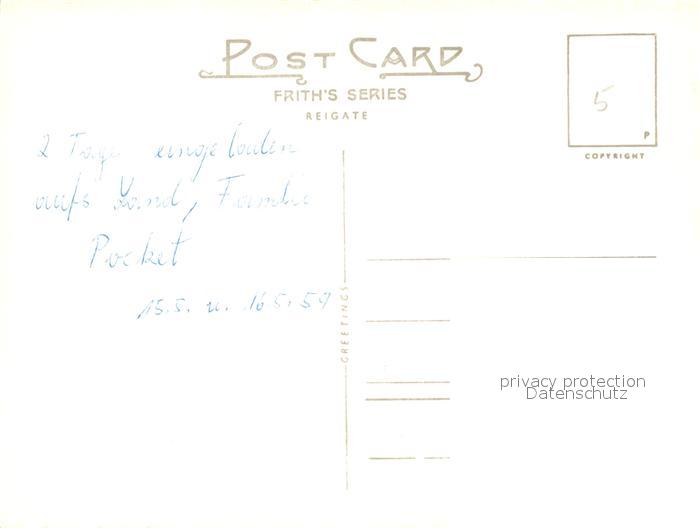 POST CARD
FRITH'S SERIES
REIGATE
5
P
COPYRIGHT
2 Tage eingeladen
aufs Land, Familie
Pocket
15.5. u. 16.5.59
GREETINGS
privacy protection
Datenschutz